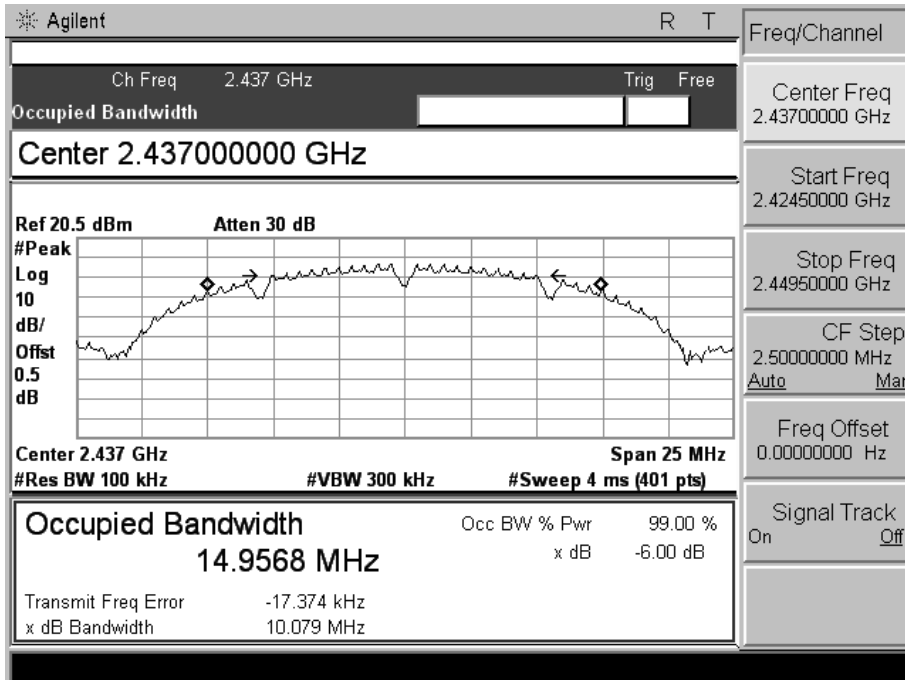 Agilent R T
Freq/Channel
Ch Freq 2.437 GHz Trig Free
Occupied Bandwidth
Center 2.437000000 GHz
Ref 20.5 dBm Atten 30 dB
#Peak
Log
10
dB/
Offst
0.5
dB
Center 2.437 GHz Span 25 MHz
#Res BW 100 kHz #VBW 300 kHz #Sweep 4 ms (401 pts)
Occupied Bandwidth Occ BW % Pwr 99.00 %
14.9568 MHz x dB -6.00 dB
Transmit Freq Error -17.374 kHz
x dB Bandwidth 10.079 MHz
Center Freq
2.43700000 GHz
Start Freq
2.42450000 GHz
Stop Freq
2.44950000 GHz
CF Step
2.50000000 MHz
Auto Mar
Freq Offset
0.00000000 Hz
Signal Track
On Off